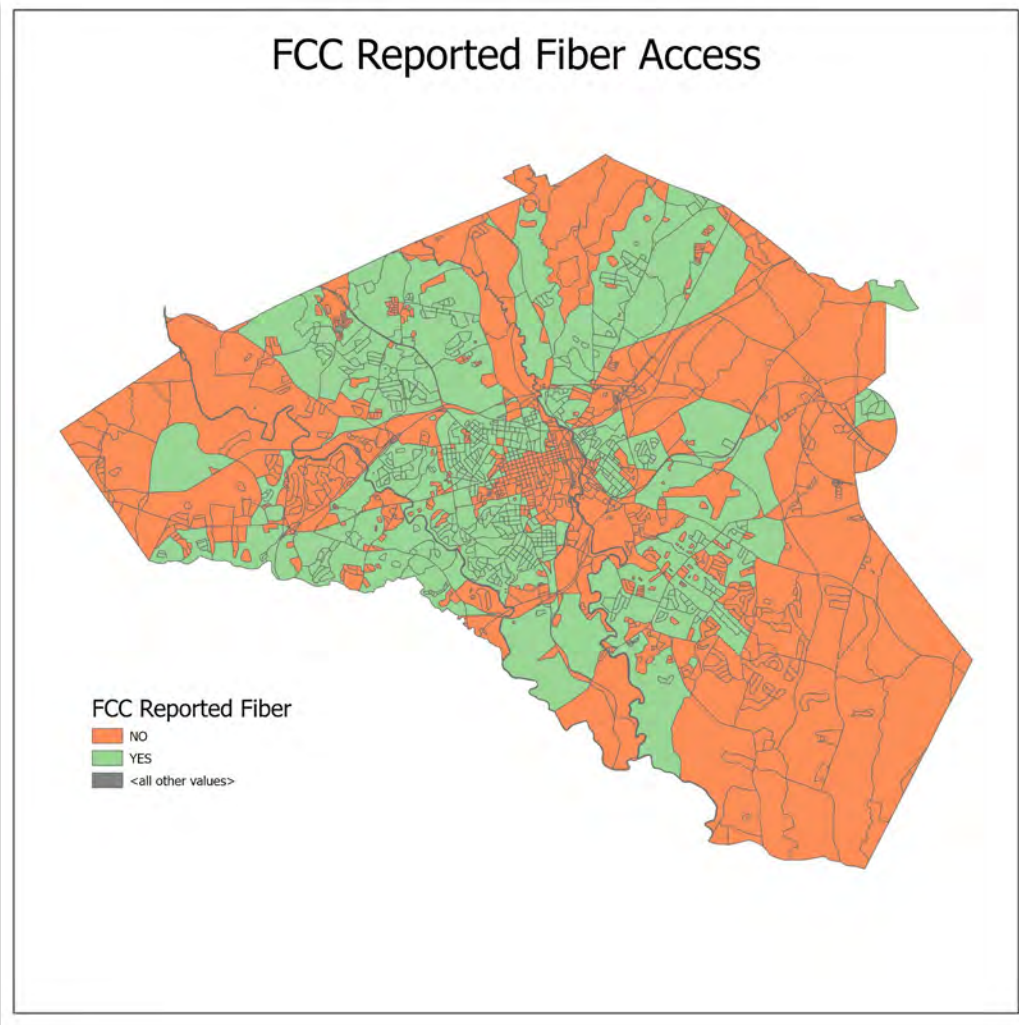 FCC Reported Fiber Access
FCC Reported Fiber
NO
YES
<all other values>